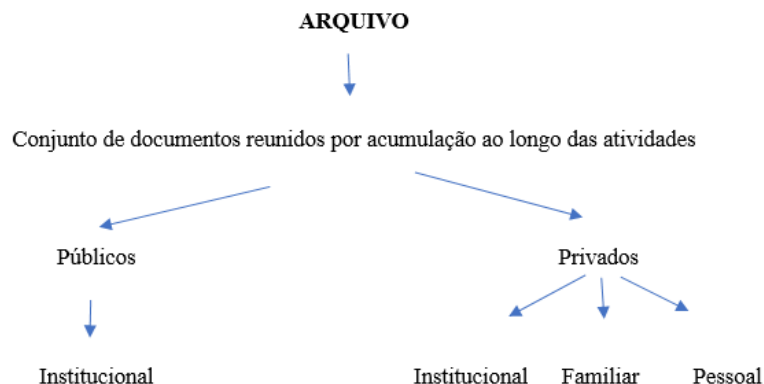 ARQUIVO
Conjunto de documentos reunidos por acumulação ao longo das atividades
Públicos Privados
Institucional Institucional Familiar Pessoal